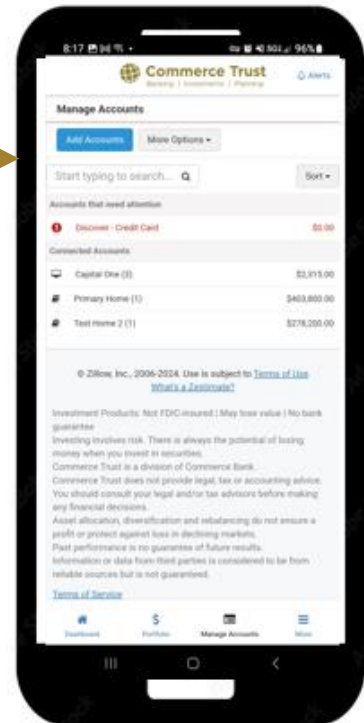 8:17
5G 96%
Commerce Trust
Banking | Investments | Planning
Alerts
Manage Accounts
Add Accounts
More Options
Start typing to search...
Sort
Accounts that need attention
Discover - Credit Card
$0.00
Connected Accounts
Capital One (3)
$2,315.00
Primary Home (1)
$403,800.00
Test Home 2 (1)
$278,200.00
© Zillow, Inc., 2006-2024. Use is subject to Terms of Use
What's a Zestimate?
Investment Products: Not FDIC-insured | May lose value | No bank
guarantee
Investing involves risk. There is always the potential of losing
money when you invest in securities.
Commerce Trust is a division of Commerce Bank.
Commerce Trust does not provide legal, tax or accounting advice.
You should consult your legal and/or tax advisors before making
any financial decisions.
Asset allocation, diversification and rebalancing do not ensure a
profit or protect against loss in declining markets.
Past performance is no guarantee of future results.
Information or data from third parties is considered to be from
reliable sources but is not guaranteed.
Terms of Service
Dashboard
Portfolio
Manage Accounts
More